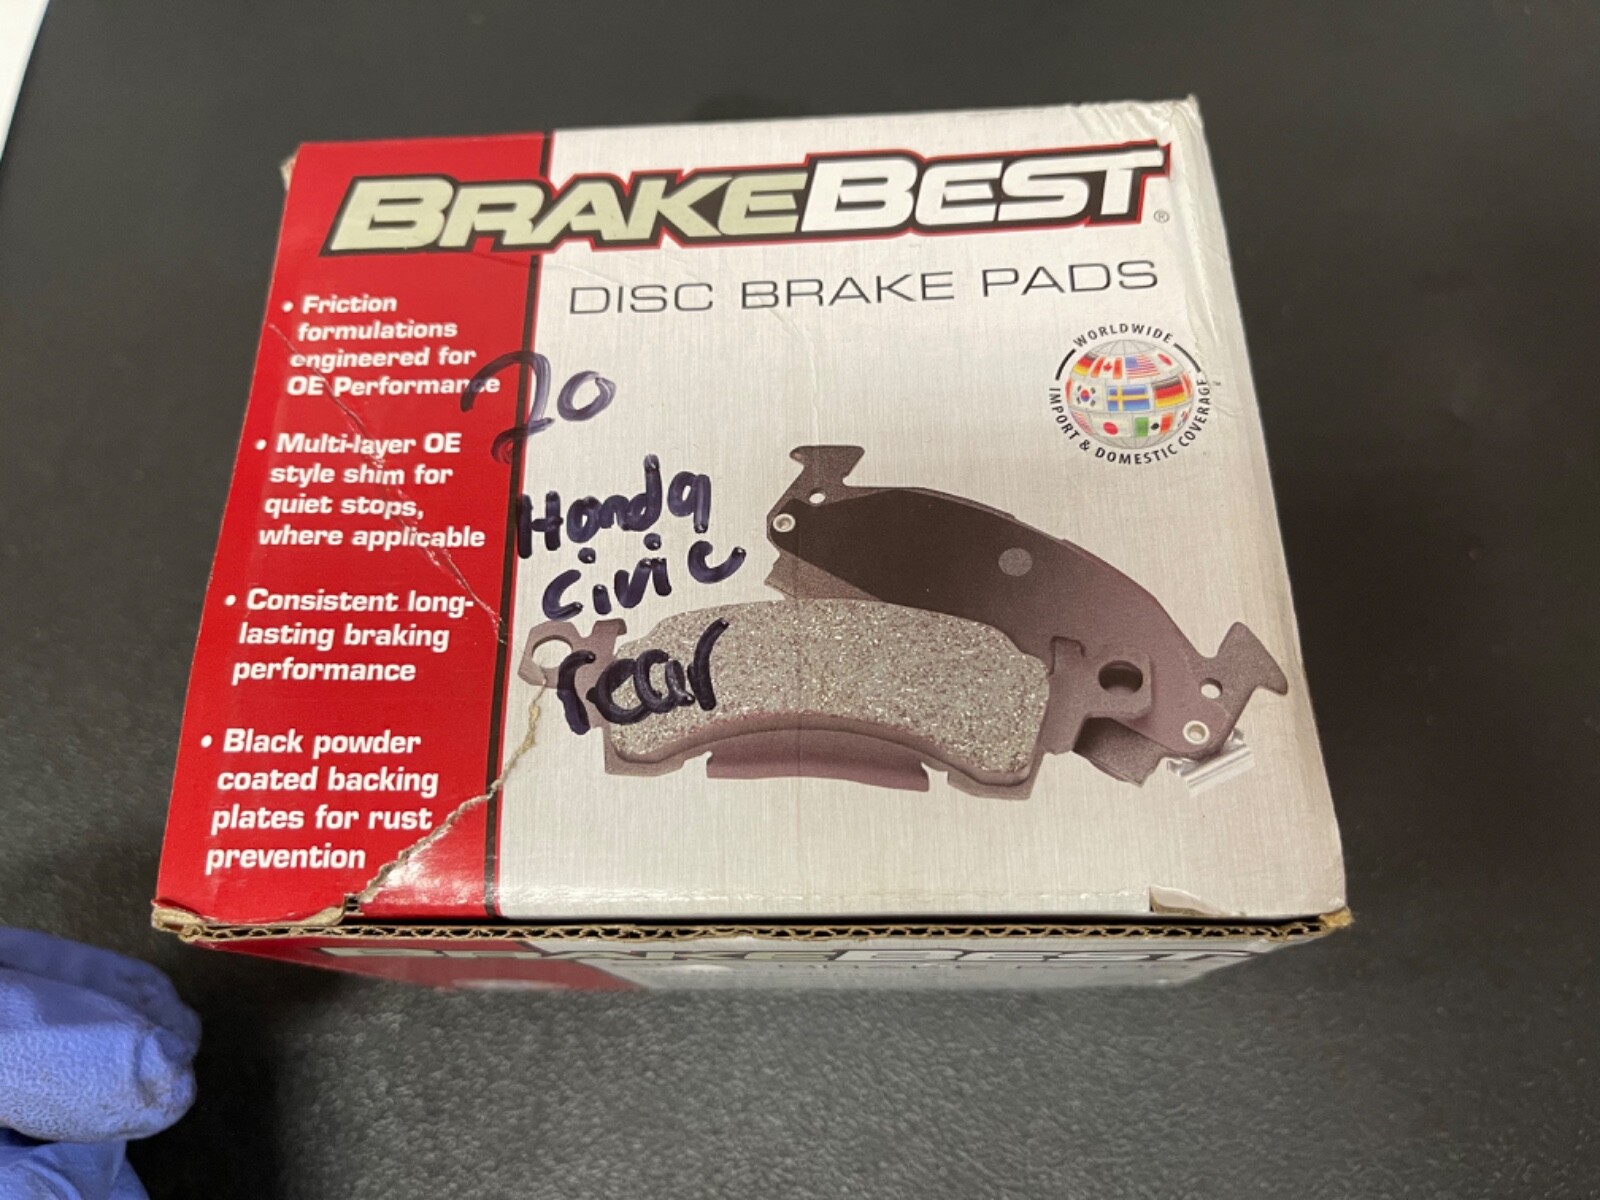 BRAKEBEST®
DISC BRAKE PADS
• Friction
formulations
engineered for
OE Performance
• Multi-layer OE
style shim for
quiet stops,
where applicable
• Consistent long-
lasting braking
performance
• Black powder
coated backing
plates for rust
prevention
20
Honda
civic
rear
WORLDWIDE
IMPORT & DOMESTIC COVERAGE™
BRAKEBEST